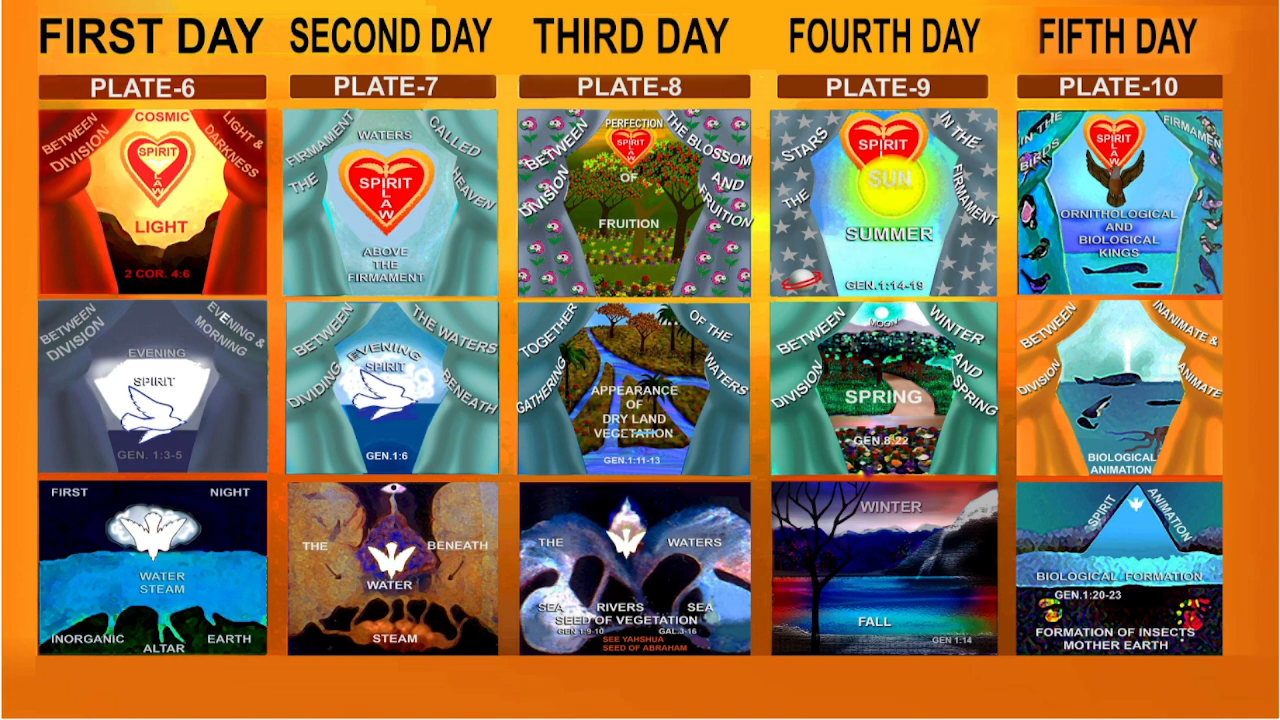 FIRST DAY
SECOND DAY
THIRD DAY
FOURTH DAY
FIFTH DAY
PLATE-6
PLATE-7
PLATE-8
PLATE-9
PLATE-10
DIVISION
BETWEEN
COSMIC
LIGHT &
DARKNESS
SPIRIT
LAW
LIGHT
2 COR. 4:6
THE
FIRMAMENT
WATERS
CALLED
HEAVEN
SPIRIT
LAW
ABOVE
THE
FIRMAMENT
DIVISION
BETWEEN
PERFECTION
THE BLOSSOM
AND
FRUITION
SPIRIT
LAW
OF
FRUITION
THE
STARS
IN THE
FIRMAMENT
SPIRIT
SUN
SUMMER
GEN.1:14-19
BIRDS
IN THE
FIRMAMENT
SPIRIT
LAW
ORNITHOLOGICAL
AND
BIOLOGICAL
KINGS
DIVISION
BETWEEN
EVENING &
MORNING
EVENING
SPIRIT
GEN. 1:3-5
DIVIDING
BETWEEN
THE WATERS
BENEATH
EVENING
SPIRIT
GEN.1:6
GATHERING
TOGETHER
OF THE
WATERS
APPEARANCE
OF
DRY LAND
VEGETATION
GEN.1:11-13
DIVISION
BETWEEN
MOON
WINTER
AND
SPRING
SPRING
GEN.8:22
DIVISION
BETWEEN
INANIMATE &
ANIMATE
BIOLOGICAL
ANIMATION
FIRST NIGHT
WATER
STEAM
INORGANIC EARTH
ALTAR
THE BENEATH
WATER
STEAM
THE WATERS
SEA RIVERS SEA
SEED OF VEGETATION
GEN 1:9-10 GAL.3-16
SEE YAHSHUA
SEED OF ABRAHAM
WINTER
FALL
GEN 1:14
SPIRIT
ANIMATION
BIOLOGICAL FORMATION
GEN.1:20-23
FORMATION OF INSECTS
MOTHER EARTH